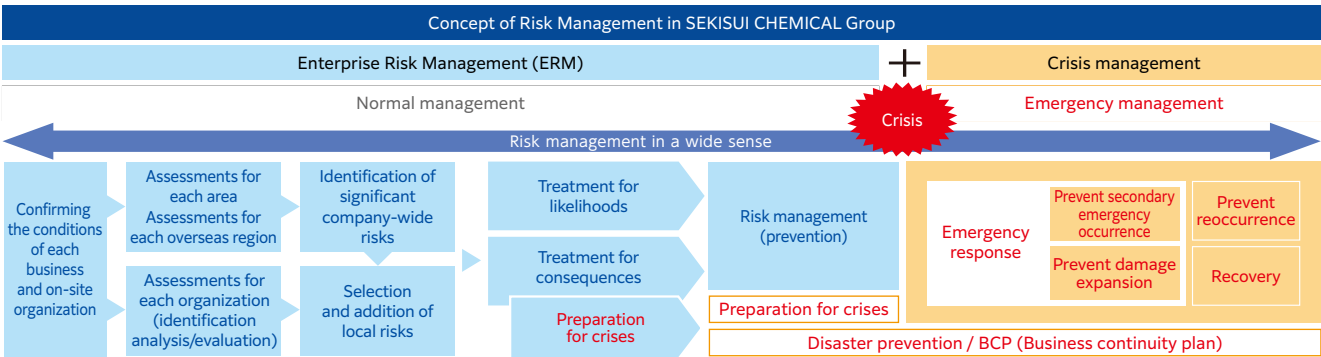 Concept of Risk Management in SEKISUI CHEMICAL Group
Enterprise Risk Management (ERM)
+
Crisis management
Normal management
Crisis
Emergency management
Risk management in a wide sense
Confirming
the conditions
of each
business
and on-site
organization
Assessments for
each area
Assessments for
each overseas region
Assessments for
each organization
(identification
analysis/evaluation)
Identification of
significant
company-wide
risks
Selection
and addition of
local risks
Treatment for
likelihoods
Treatment for
consequences
Preparation
for crises
Risk management
(prevention)
Preparation for crises
Disaster prevention / BCP (Business continuity plan)
Emergency
response
Prevent secondary
emergency
occurrence
Prevent damage
expansion
Prevent
reoccurrence
Recovery